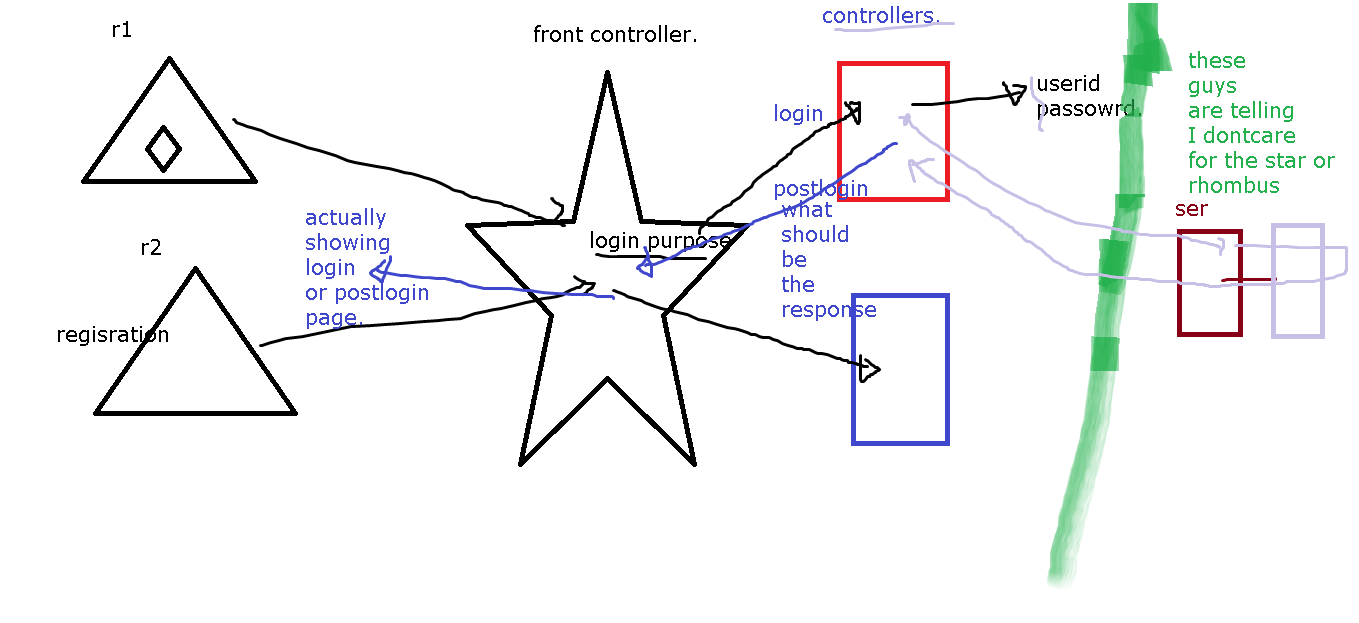 r1
front controller.
controllers.
userid
passowrd.
login
these
guys
are telling
I dontcare
for the star or
rhombus
ser
postlogin
what
should
be
the
response
login purpose
actually
showing
login
or postlogin
page.
r2
regisration